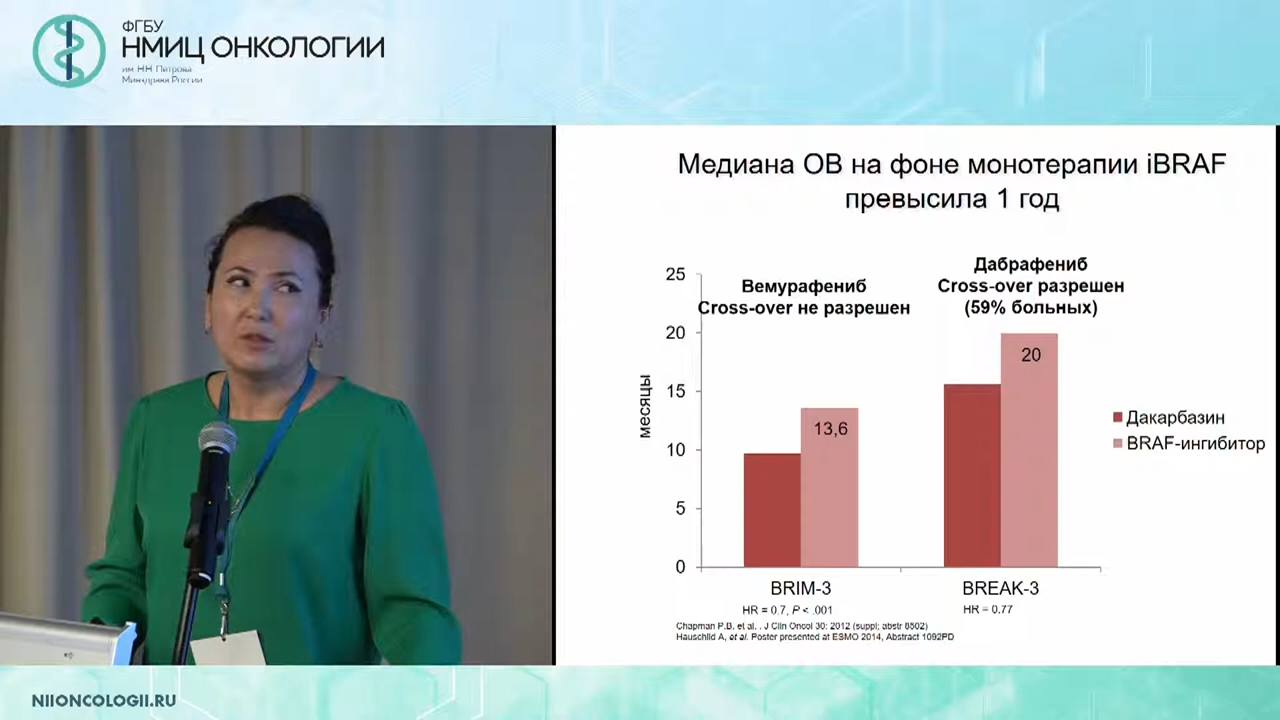 ФГБУ
НМИЦ ОНКОЛОГИИ
им НН Петрова
Минздрава России
Медиана ОВ на фоне монотерапии iBRAF
превысила 1 год
Вемурафениб
Cross-over не разрешен
Дабрафениб
Cross-over разрешен
(59% больных)
месяцы
25
20
15
10
5
0
13,6
20
Дакарбазин
BRAF-ингибитор
BRIM-3
BREAK-3
HR = 0.7, P < .001
HR = 0.77
Chapman P.B. et al. . J Clin Oncol 30: 2012 (suppl; abstr 8502)
Hauschild A, et al. Poster presented at ESMO 2014, Abstract 1092PD
NIIONCOLOGII.RU